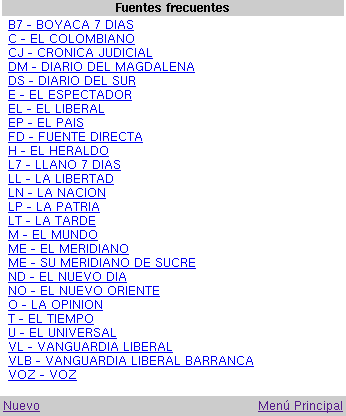 Fuentes frecuentes
B7 - BOYACA 7 DIAS
C - EL COLOMBIANO
CJ - CRONICA JUDICIAL
DM - DIARIO DEL MAGDALENA
DS - DIARIO DEL SUR
E - EL ESPECTADOR
EL - EL LIBERAL
EP - EL PAIS
FD - FUENTE DIRECTA
H - EL HERALDO
L7 - LLANO 7 DIAS
LL - LA LIBERTAD
LN - LA NACION
LP - LA PATRIA
LT - LA TARDE
M - EL MUNDO
ME - EL MERIDIANO
ME - SU MERIDIANO DE SUCRE
ND - EL NUEVO DIA
NO - EL NUEVO ORIENTE
O - LA OPINION
T - EL TIEMPO
U - EL UNIVERSAL
VL - VANGUARDIA LIBERAL
VLB - VANGUARDIA LIBERAL BARRANCA
VOZ - VOZ
Nuevo Menú Principal